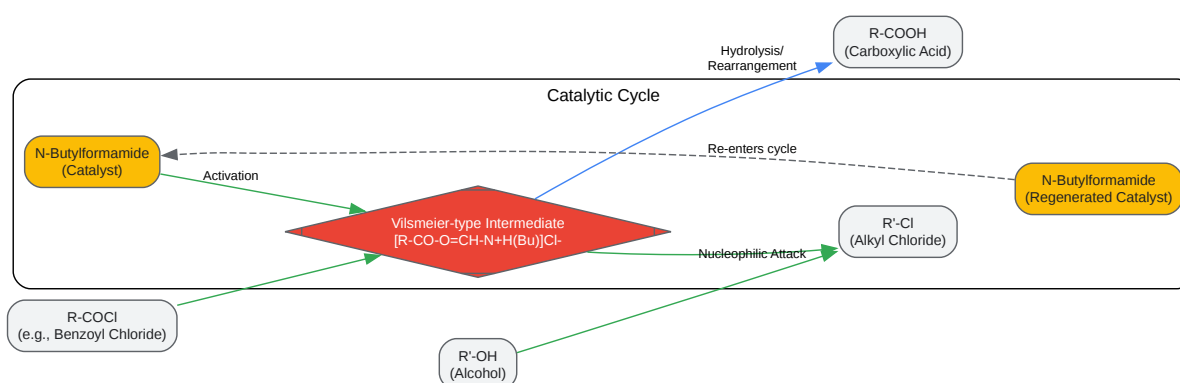 R-COOH
(Carboxylic Acid)
Hydrolysis/
Rearrangement
Catalytic Cycle
N-Butylformamide
(Catalyst)
Re-enters cycle
Activation
N-Butylformamide
(Regenerated Catalyst)
Vilsmeier-type Intermediate
[R-CO-O=CH-N+H(Bu)]Cl-
R'-Cl
(Alkyl Chloride)
Nucleophilic Attack
R-COCl
(e.g., Benzoyl Chloride)
R'-OH
(Alcohol)